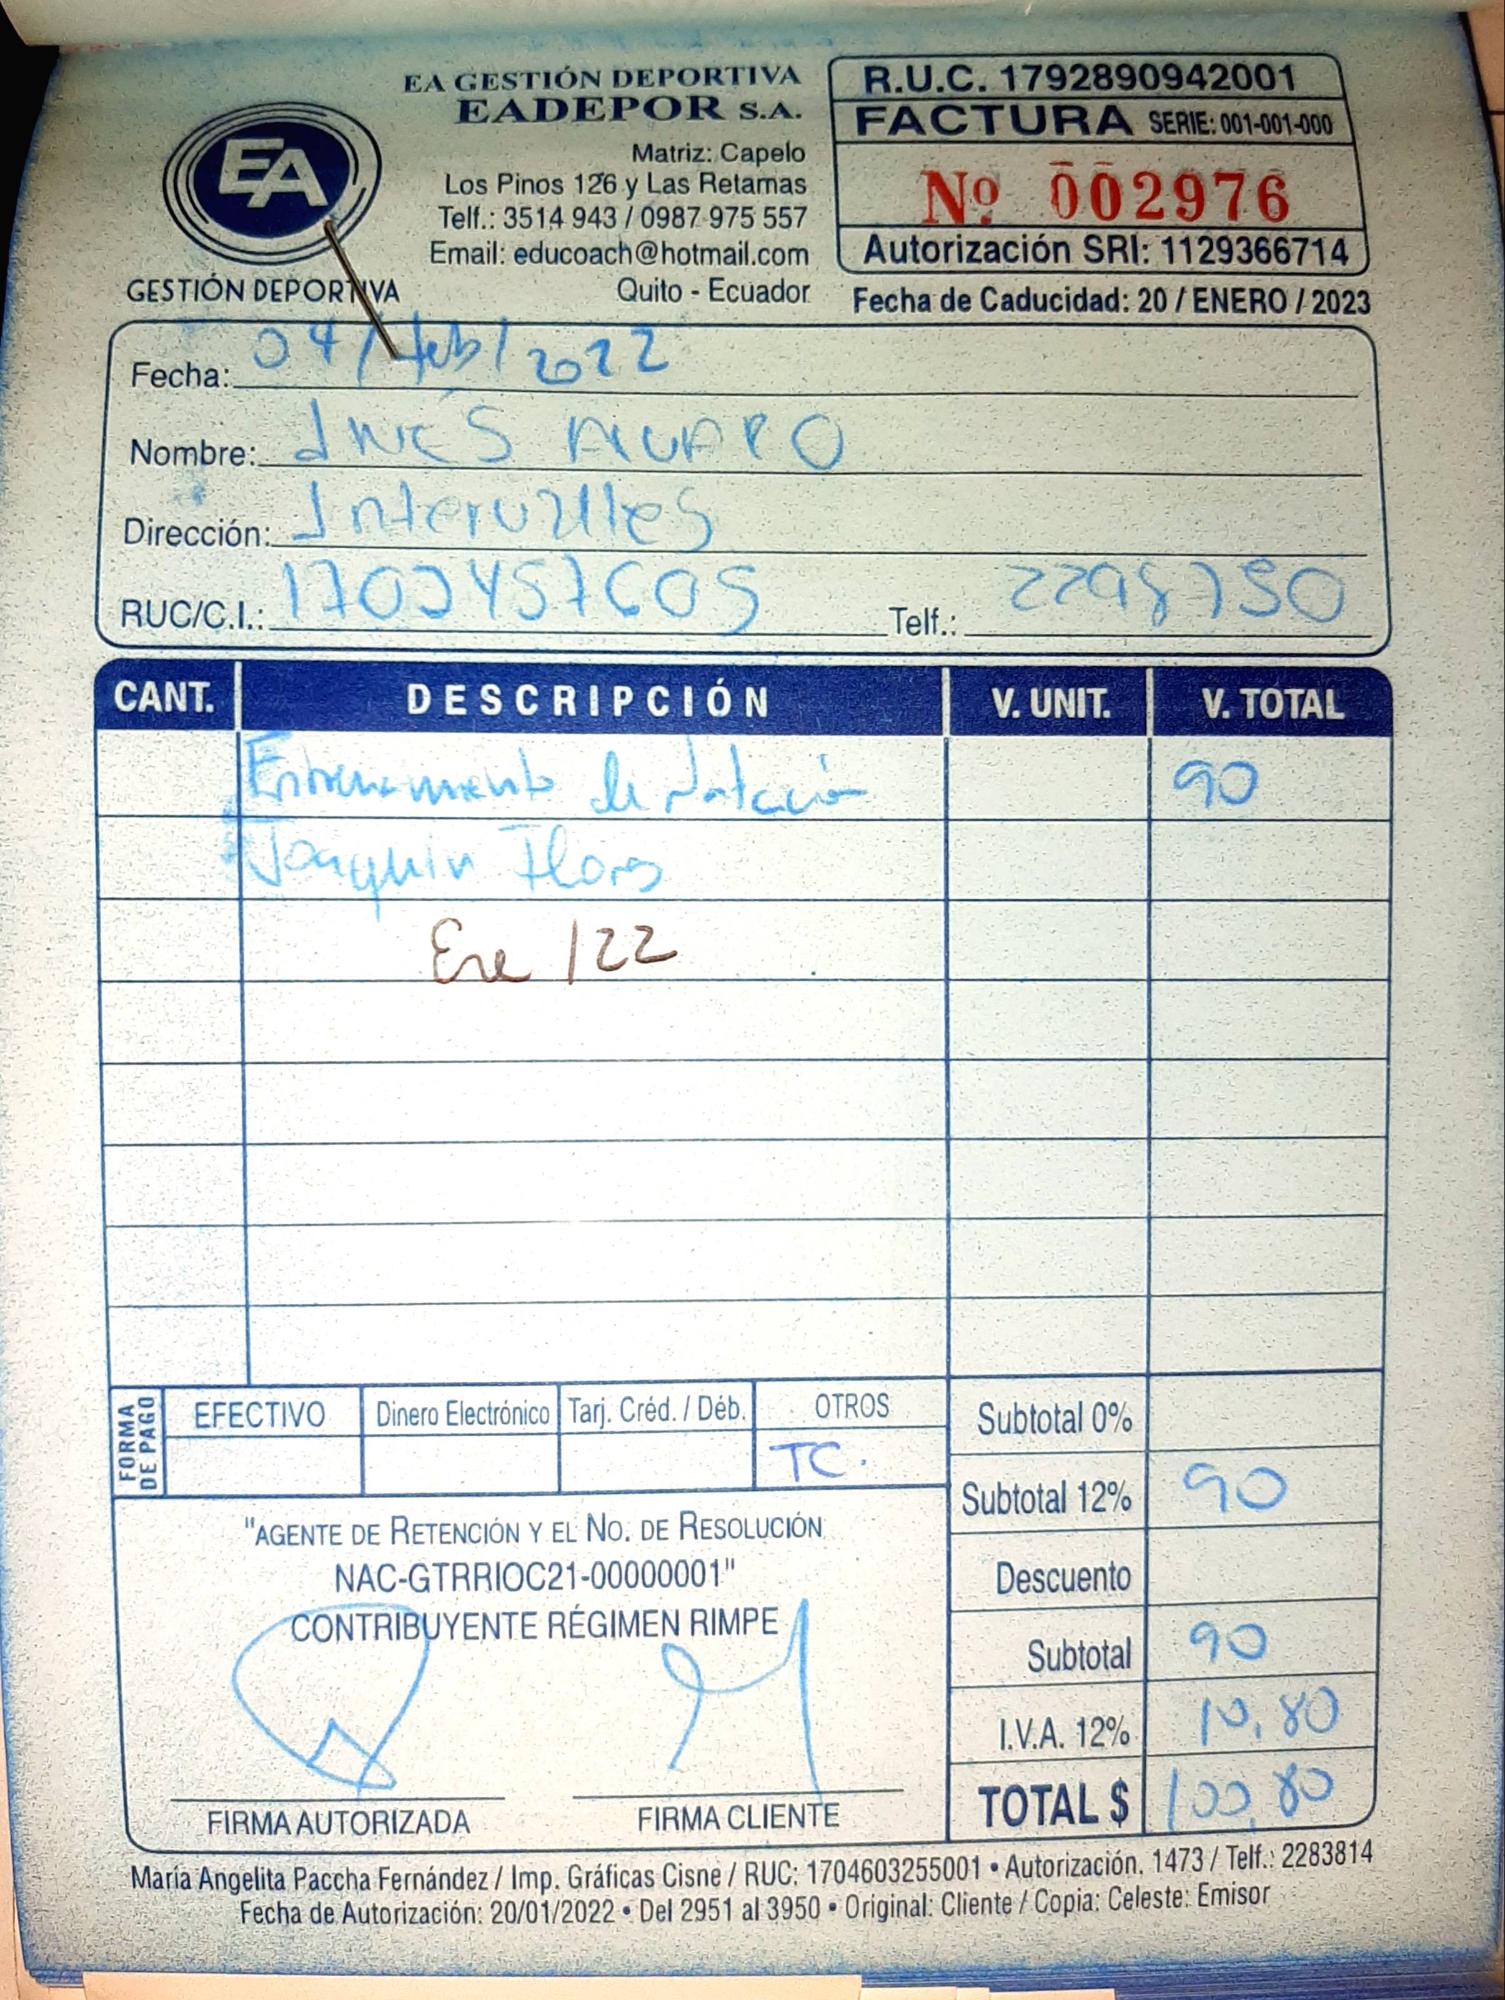 EA GESTIÓN DEPORTIVA
EADEPOR S.A.
Matriz: Capelo
Los Pinos 126 y Las Retamas
Telf.: 3514 943 / 0987 975 557
Email: educoach@hotmail.com
Quito - Ecuador
EA
GESTIÓN DEPORTIVA
R.U.C. 1792890942001
FACTURA SERIE: 001-001-000
Nº 002976
Autorización SRI: 1129366714
Fecha de Caducidad: 20 / ENERO / 2023
Fecha: 04/feb/2022
Nombre: INÉS
Dirección: Intervalles
RUC/C.I.: Telf.: 2298750
CANT. DESCRIPCIÓN V. UNIT. V. TOTAL
Entrenamiento de Natación 90
Joaquin Flores
Ene /22
FORMA DE PAGO
EFECTIVO Dinero Electrónico Tarj. Créd. / Déb. OTROS
TC.
Subtotal 0%
Subtotal 12% 90
Descuento
Subtotal 90
I.V.A. 12% 10,80
TOTAL $ 100,80
"AGENTE DE RETENCIÓN Y EL NO. DE RESOLUCIÓN
NAC-GTRRIOC21-00000001"
CONTRIBUYENTE RÉGIMEN RIMPE
FIRMA AUTORIZADA FIRMA CLIENTE
María Angelita Paccha Fernández / Imp. Gráficas Cisne / RUC: 1704603255001 • Autorización. 1473 / Telf.: 2283814
Fecha de Autorización: 20/01/2022 • Del 2951 al 3950 • Original: Cliente / Copia: Celeste: Emisor